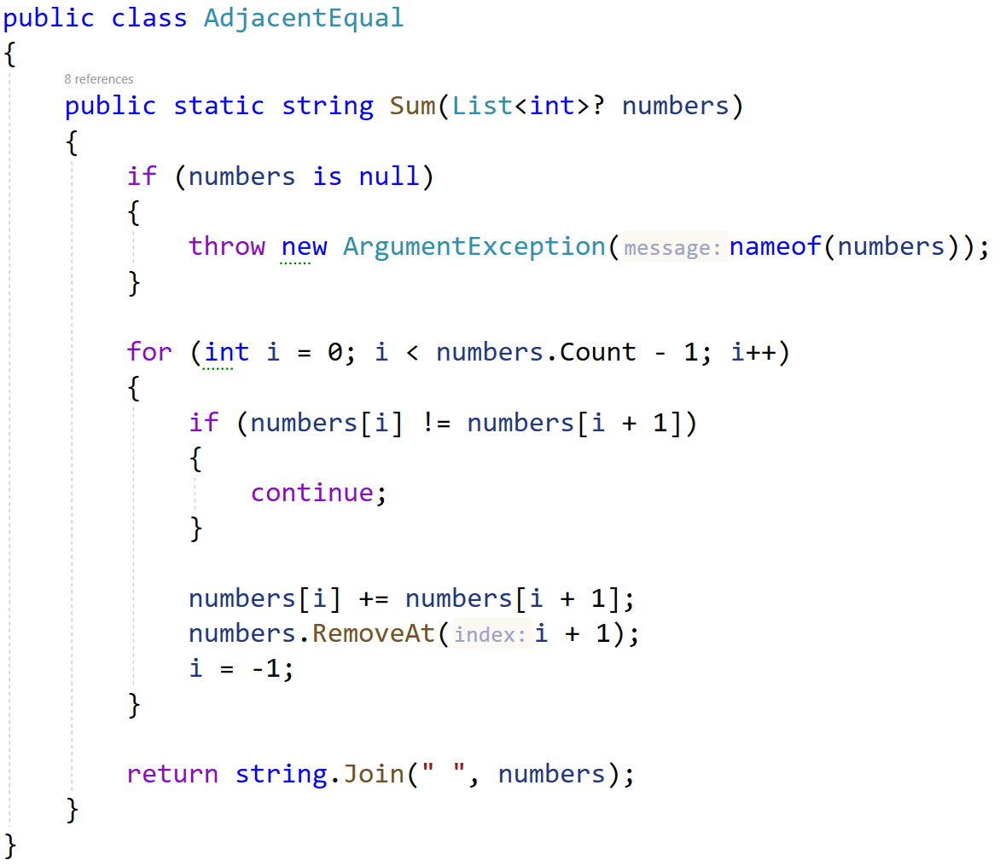 public class AdjacentEqual
{
8 references
public static string Sum(List<int>? numbers)
{
if (numbers is null)
{
throw new ArgumentException(message: nameof(numbers));
}
for (int i = 0; i < numbers.Count - 1; i++)
{
if (numbers[i] != numbers[i + 1])
{
continue;
}
numbers[i] += numbers[i + 1];
numbers.RemoveAt(index: i + 1);
i = -1;
}
return string.Join(" ", numbers);
}
}